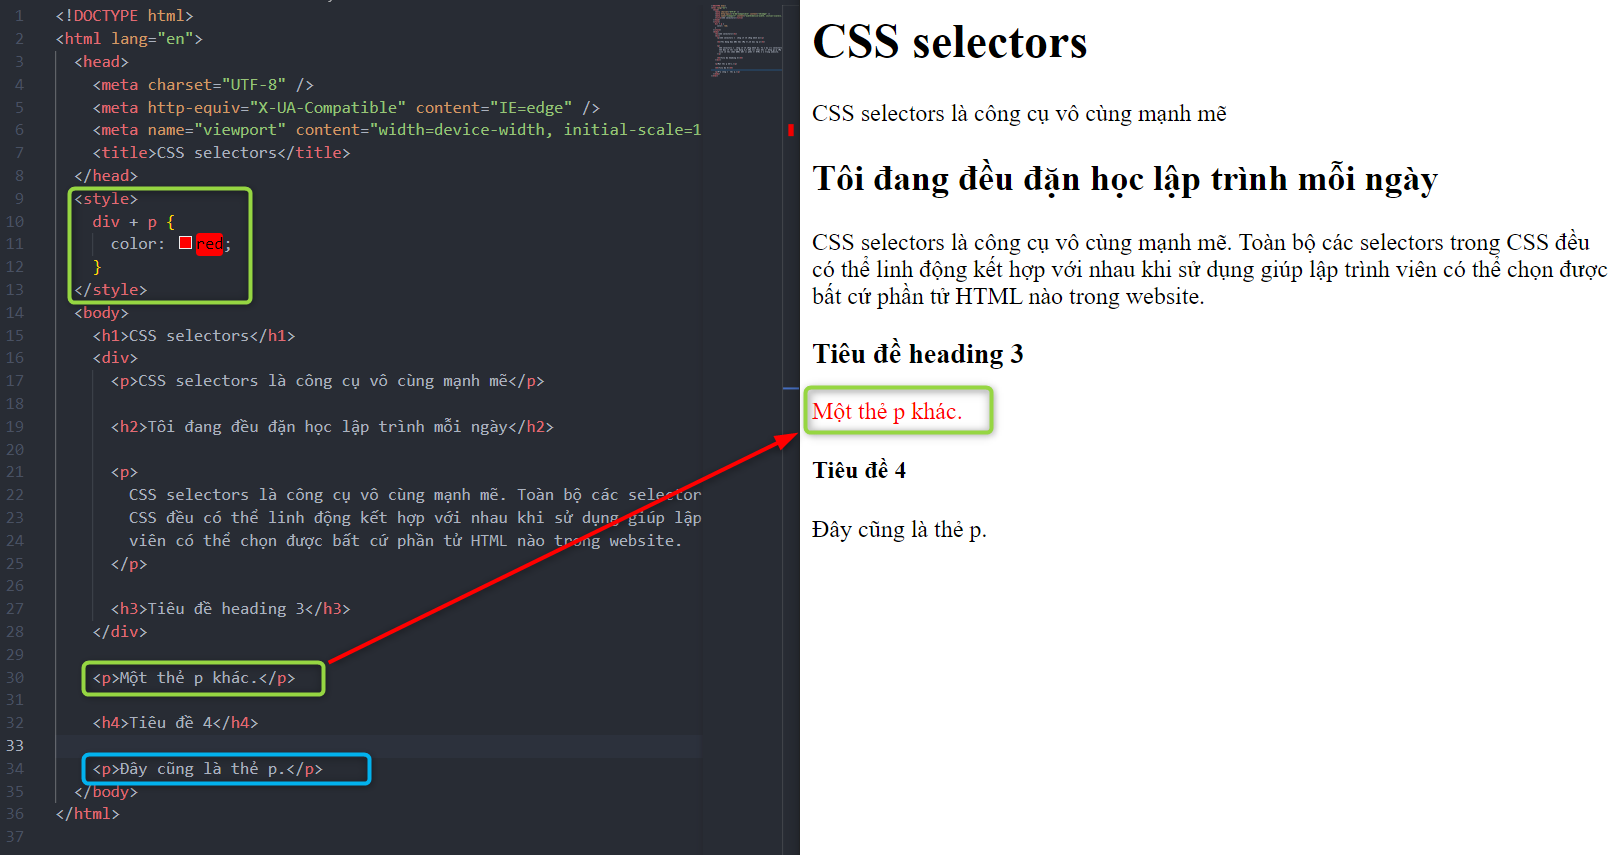 1 <!DOCTYPE html>
2 <html lang="en">
3 <head>
4 <meta charset="UTF-8" />
5 <meta http-equiv="X-UA-Compatible" content="IE=edge" />
6 <meta name="viewport" content="width=device-width, initial-scale=1
7 <title>CSS selectors</title>
8 </head>
9 <style>
10 div + p {
11 color: red;
12 }
13 </style>
14 <body>
15 <h1>CSS selectors</h1>
16 <div>
17 <p>CSS selectors là công cụ vô cùng mạnh mẽ</p>
18
19 <h2>Tôi đang đều đặn học lập trình mỗi ngày</h2>
20
21 <p>
22 CSS selectors là công cụ vô cùng mạnh mẽ. Toàn bộ các selector
23 CSS đều có thể linh động kết hợp với nhau khi sử dụng giúp lập
24 viên có thể chọn được bất cứ phần tử HTML nào trong website.
25 </p>
26
27 <h3>Tiêu đề heading 3</h3>
28 </div>
29
30 <p>Một thẻ p khác.</p>
31
32 <h4>Tiêu đề 4</h4>
33
34 <p>Đây cũng là thẻ p.</p>
35 </body>
36 </html>
37
CSS selectors
CSS selectors là công cụ vô cùng mạnh mẽ
Tôi đang đều đặn học lập trình mỗi ngày
CSS selectors là công cụ vô cùng mạnh mẽ. Toàn bộ các selectors trong CSS đều
có thể linh động kết hợp với nhau khi sử dụng giúp lập trình viên có thể chọn được
bất cứ phần tử HTML nào trong website.
Tiêu đề heading 3
Một thẻ p khác.
Tiêu đề 4
Đây cũng là thẻ p.